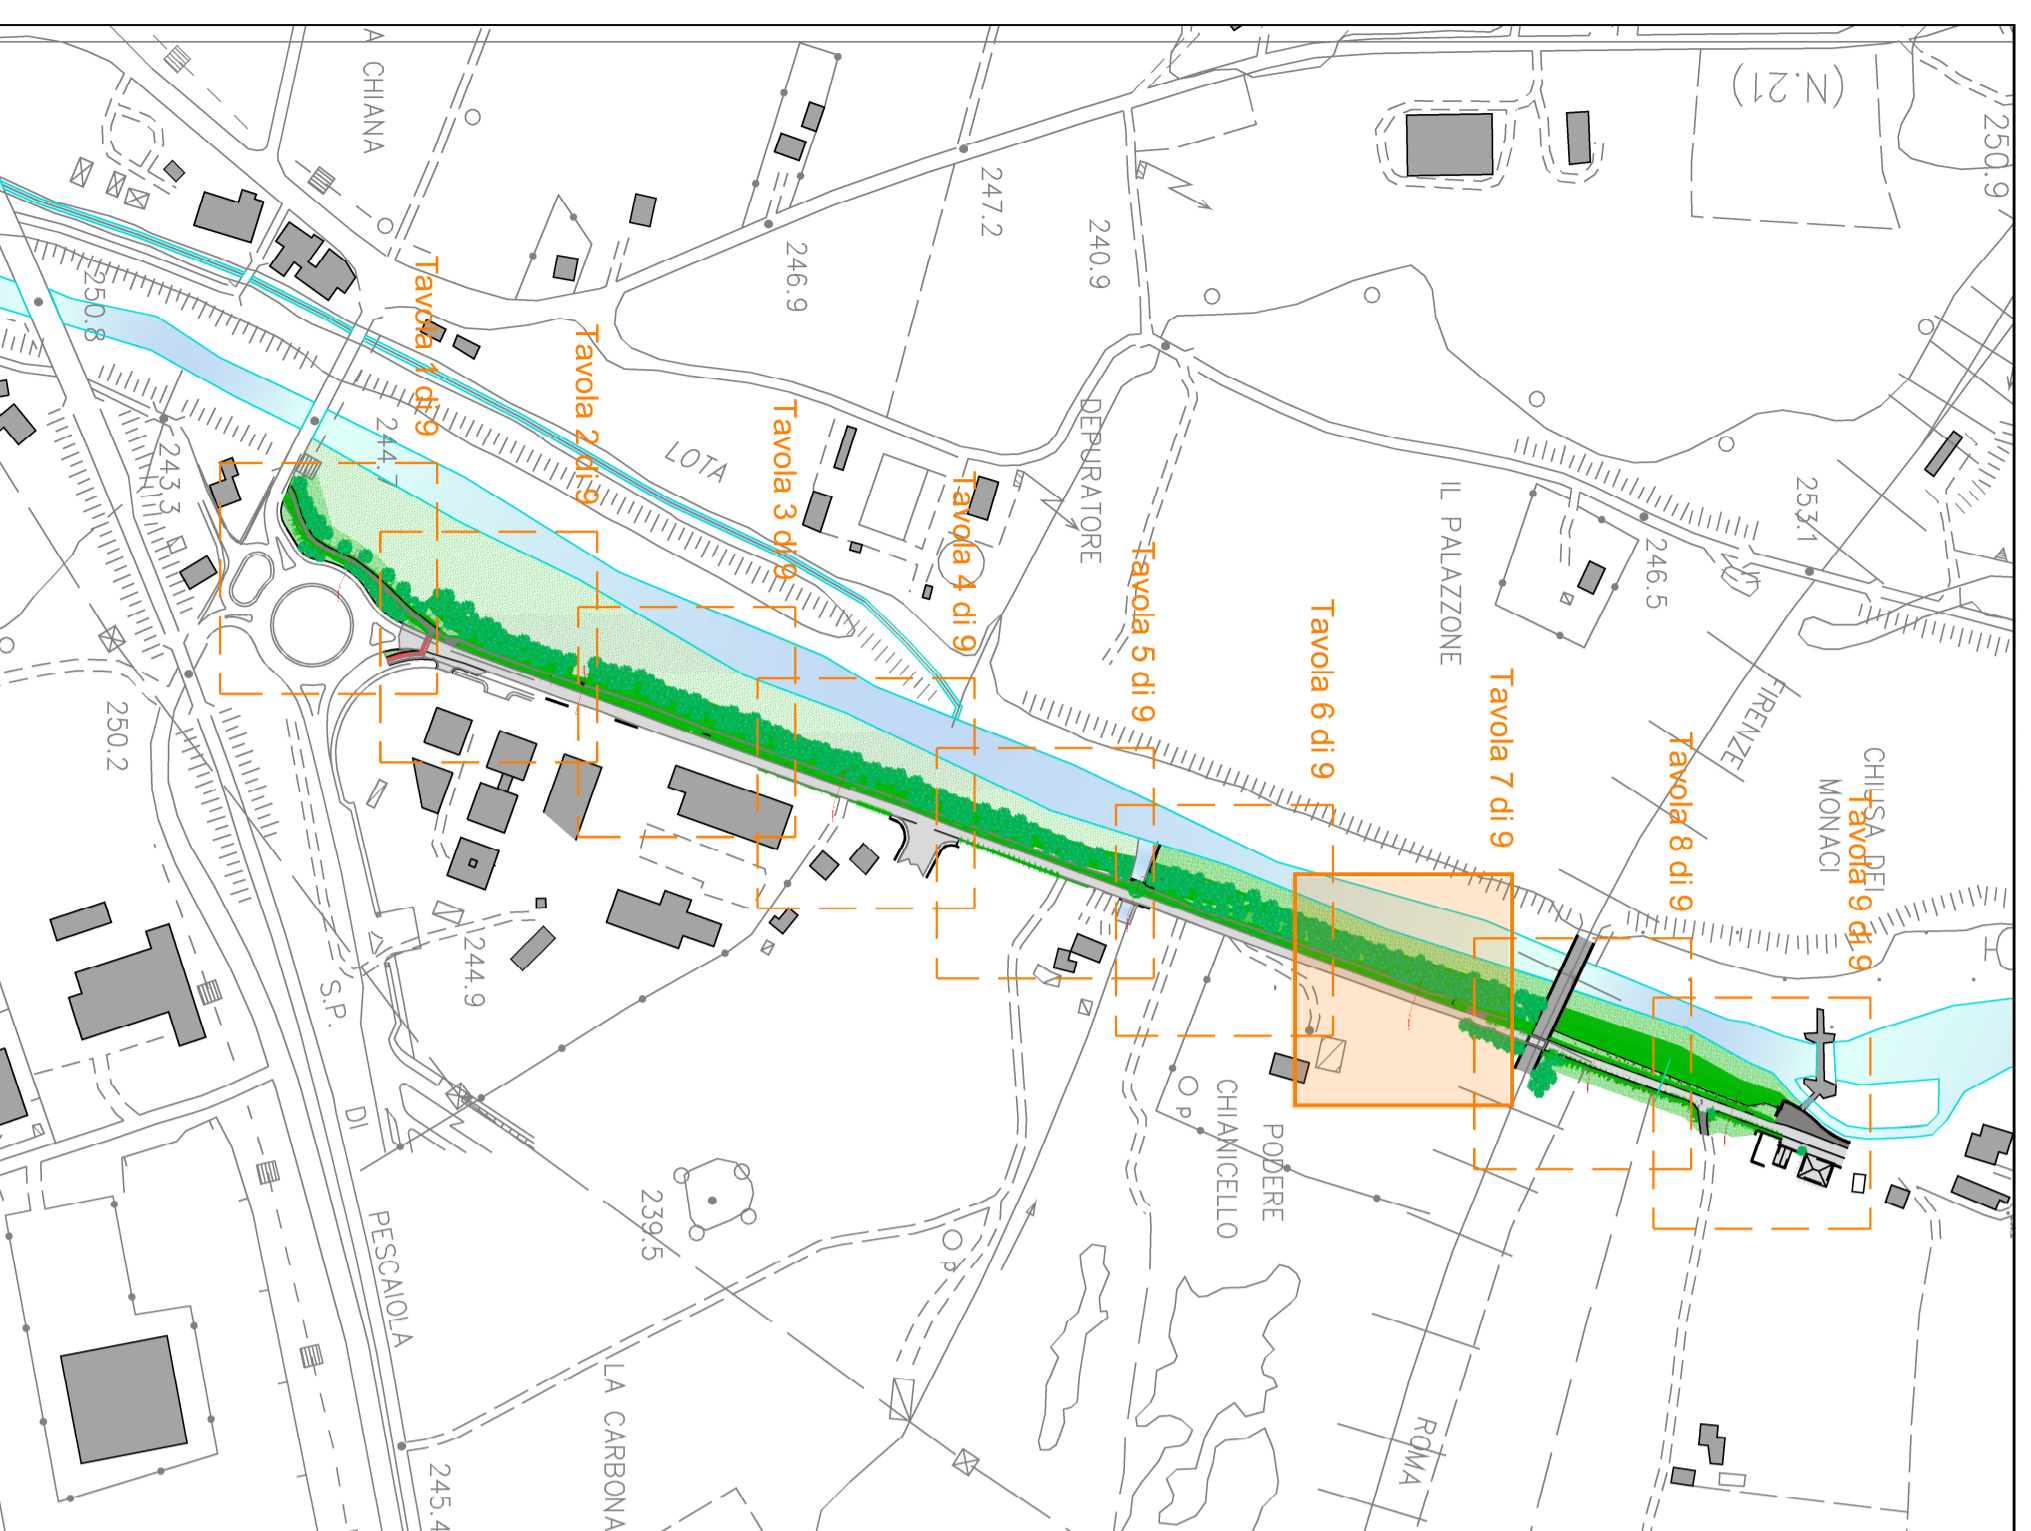 A CHIANA
(N.21)
250.9
247.2
240.9
246.9
250.8
Tavola 1 di 9
Tavola 2 di 9
Tavola 3 di 9
Tavola 4 di 9
Tavola 5 di 9
Tavola 6 di 9
Tavola 7 di 9
Tavola 8 di 9
Tavola 9 di 9
244.
243.3
LOTA
DEPURATORE
IL PALAZZONE
253.1
246.5
FIRENZE
CHIUSA DEI
MONACI
250.2
244.9
S.P.
DI
PESCAIOLA
239.5
PODERE
CHIANICELLO
p
p
LA CARBONA
ROMA
245.4